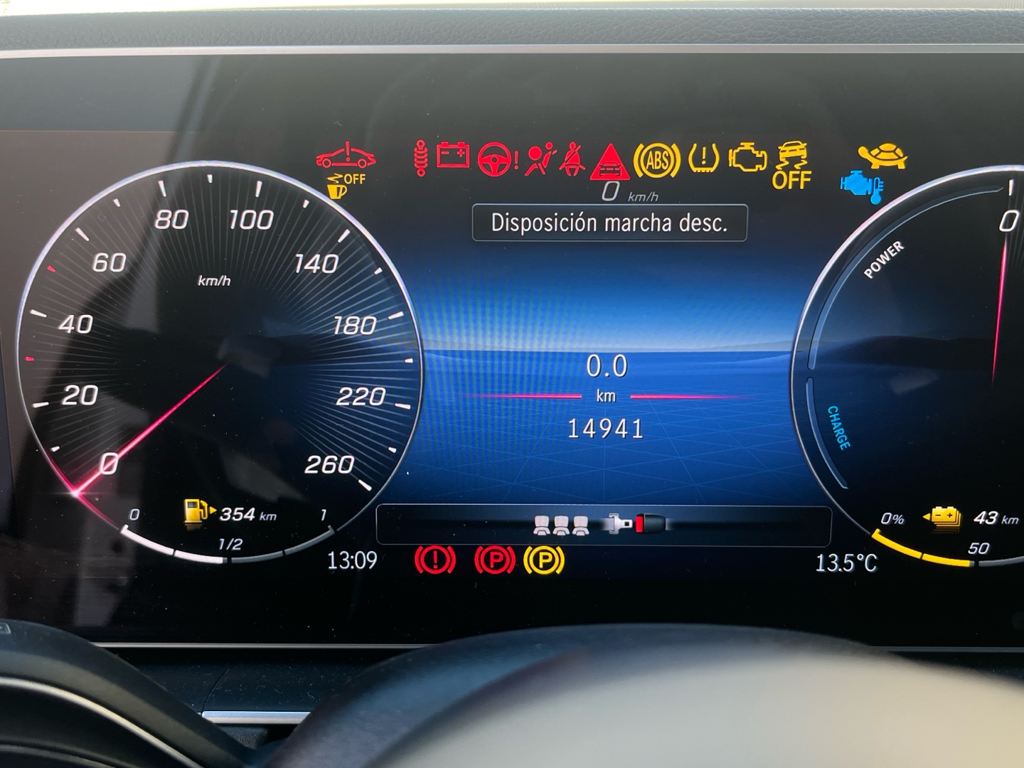 OFF
ABS
OFF
0 km/h
Disposición marcha desc.
80
100
60
140
km/h
40
180
20
220
0
260
0
354 km
1
1/2
13:09
0.0
km
14941
P
P
POWER
0
CHARGE
0%
43 km
50
13.5°C